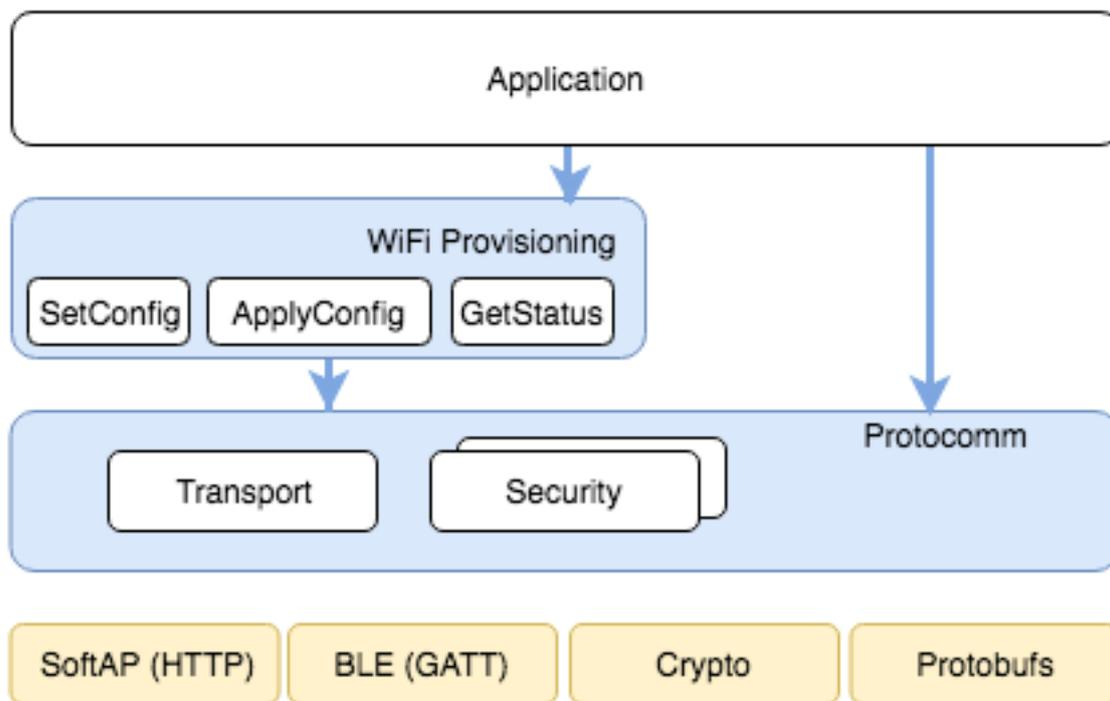 Application
WiFi Provisioning
SetConfig
ApplyConfig
GetStatus
Protocomm
Transport
Security
SoftAP (HTTP)
BLE (GATT)
Crypto
Protobufs